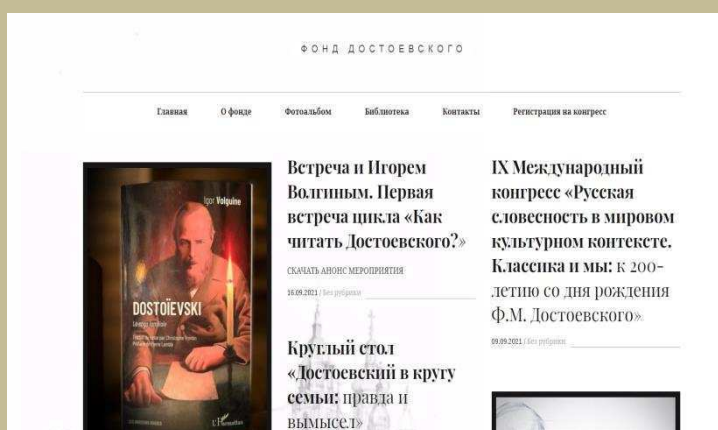 ФОНД ДОСТОЕВСКОГО
Главная О фонде Фотоальбом Библиотека Контакты Регистрация на конгресс
Igor Volguine
DOSTOÏEVSKI
L'Harmattan
Встреча и Игорем
Волгиным. Первая
встреча цикла «Как
читать Достоевского?»
СКАЧАТЬ АНОНС МЕРОПРИЯТИЯ
16.09.2021 / Без рубрики
Круглый стол
«Достоевский в кругу
семьи: правда и
вымысел»
IX Международный
конгресс «Русская
словесность в мировом
культурном контексте.
Классика и мы: к 200-
летию со дня рождения
Ф.М. Достоевского»
09.09.2021 / Без рубрики